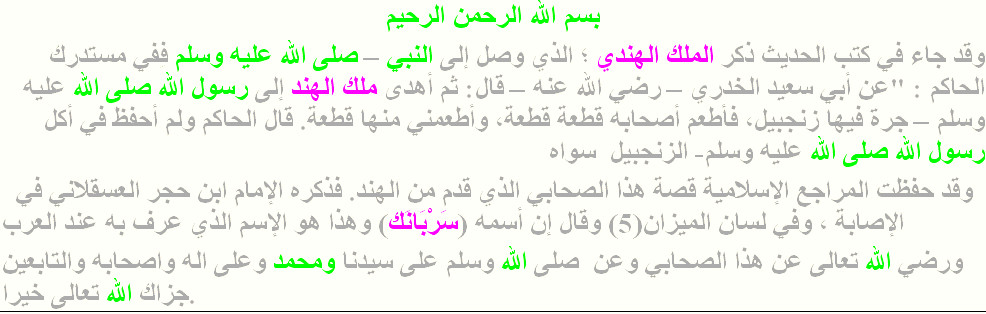 بسم الله الرحمن الرحيم
وقد جاء في كتب الحديث ذكر الملك الهندي ؛ الذي وصل إلى النبي – صلى الله عليه وسلم ففي مستدرك
الحاكم : "عن أبي سعيد الخدري – رضي الله عنه – قال: ثم أهدى ملك الهند إلى رسول الله صلى الله عليه
وسلم – جرة فيها زنجبيل، فأطعم أصحابه قطعة قطعة، وأطعمني منها قطعة. قال الحاكم ولم أحفظ في أكل
رسول الله صلى الله عليه وسلم- الزنجبيل سواه
وقد حفظت المراجع الإسلامية قصة هذا الصحابي الذي قدم من الهند. فذكره الإمام ابن حجر العسقلاني في
الإصابة ، وفي لسان الميزان(5) وقال إن أسمه (سَرْبَانَك) وهذا هو الإسم الذي عرف به عند العرب
ورضي الله تعالى عن هذا الصحابي وعن صلى الله وسلم على سيدنا ومحمد وعلى اله واصحابه والتابعين
جزاك الله تعالى خيرا.